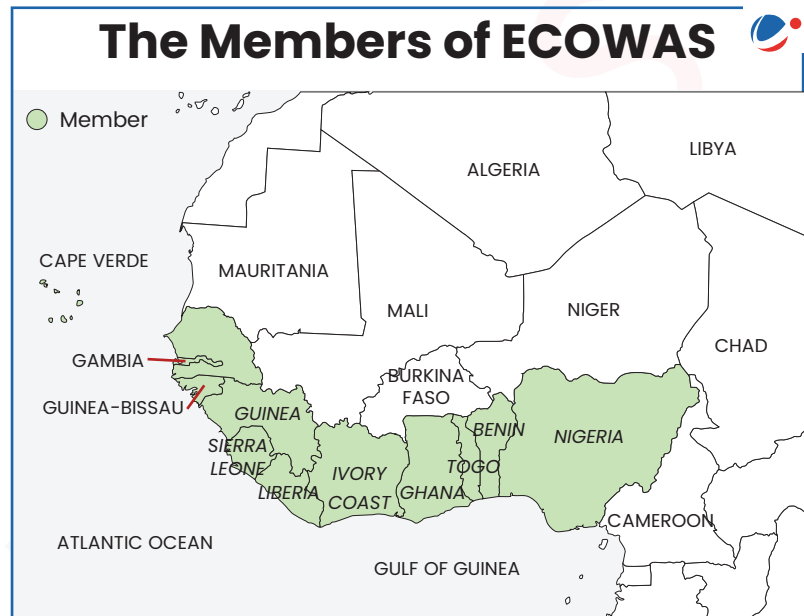 The Members of ECOWAS
Member
LIBYA
ALGERIA
CAPE VERDE
MAURITANIA
MALI
NIGER
CHAD
GAMBIA
BURKINA
FASO
GUINEA-BISSAU
GUINEA
BENIN
NIGERIA
SIERRA
LEONE
TOGO
IVORY
COAST
LIBERIA
GHANA
CAMEROON
ATLANTIC OCEAN
GULF OF GUINEA